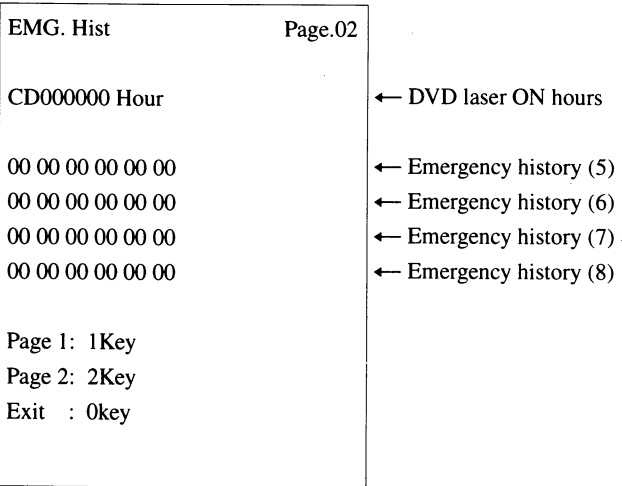 EMG. Hist Page.02
CD000000 Hour ← DVD laser ON hours
00 00 00 00 00 00 ← Emergency history (5)
00 00 00 00 00 00 ← Emergency history (6)
00 00 00 00 00 00 ← Emergency history (7)
00 00 00 00 00 00 ← Emergency history (8)
Page 1: 1Key
Page 2: 2Key
Exit : 0key